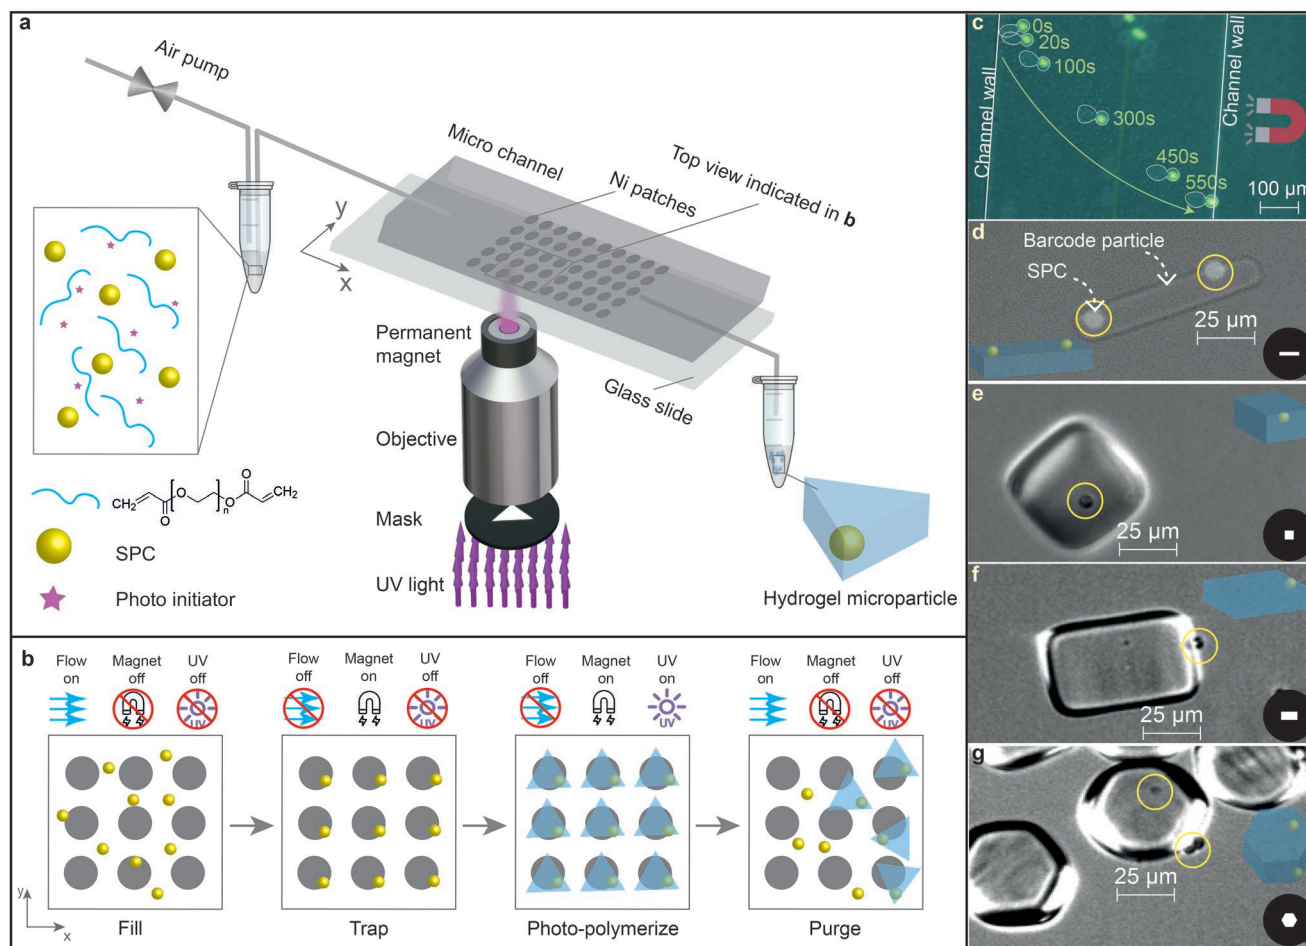 a
Air pump
Micro channel
Ni patches
Top view indicated in b
y
x
Permanent
magnet
Glass slide
Objective
Mask
UV light
CH₂
O
O
O
n
O
CH₂
SPC
Photo initiator
Hydrogel microparticle
b
Flow
on
Magnet
off
UV
off
UV
Flow
off
Magnet
on
UV
off
UV
Flow
off
Magnet
on
UV
on
UV
Flow
on
Magnet
off
UV
off
UV
y
x
Fill
Trap
Photo-polymerize
Purge
c
Channel wall
0s
20s
100s
300s
450s
550s
Channel wall
100 µm
d
Barcode particle
SPC
25 µm
e
25 µm
f
25 µm
g
25 µm